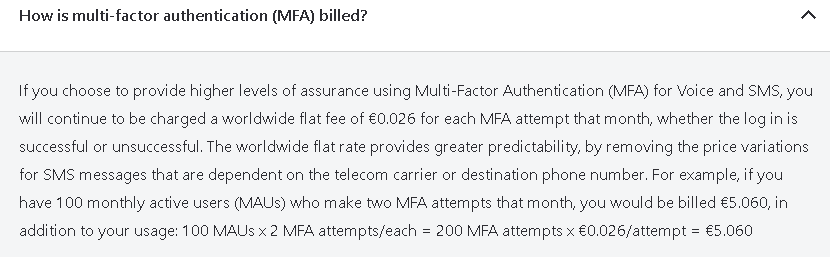 How is multi-factor authentication (MFA) billed?
If you choose to provide higher levels of assurance using Multi-Factor Authentication (MFA) for Voice and SMS, you
will continue to be charged a worldwide flat fee of €0.026 for each MFA attempt that month, whether the log in is
successful or unsuccessful. The worldwide flat rate provides greater predictability, by removing the price variations
for SMS messages that are dependent on the telecom carrier or destination phone number. For example, if you
have 100 monthly active users (MAUs) who make two MFA attempts that month, you would be billed €5.060, in
addition to your usage: 100 MAUs x 2 MFA attempts/each = 200 MFA attempts x €0.026/attempt = €5.060